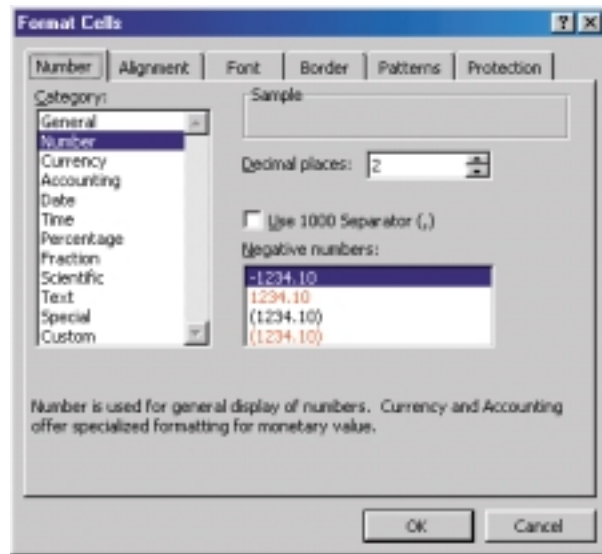 Format Cells
Number Alignment Font Border Patterns Protection
Category:
General
Number
Currency
Accounting
Date
Time
Percentage
Fraction
Scientific
Text
Special
Custom
Sample
Decimal places: 2
Use 1000 Separator (,)
Negative numbers:
-1234.10
1234.10
(1234.10)
(1234.10)
Number is used for general display of numbers. Currency and Accounting
offer specialized formatting for monetary value.
OK Cancel